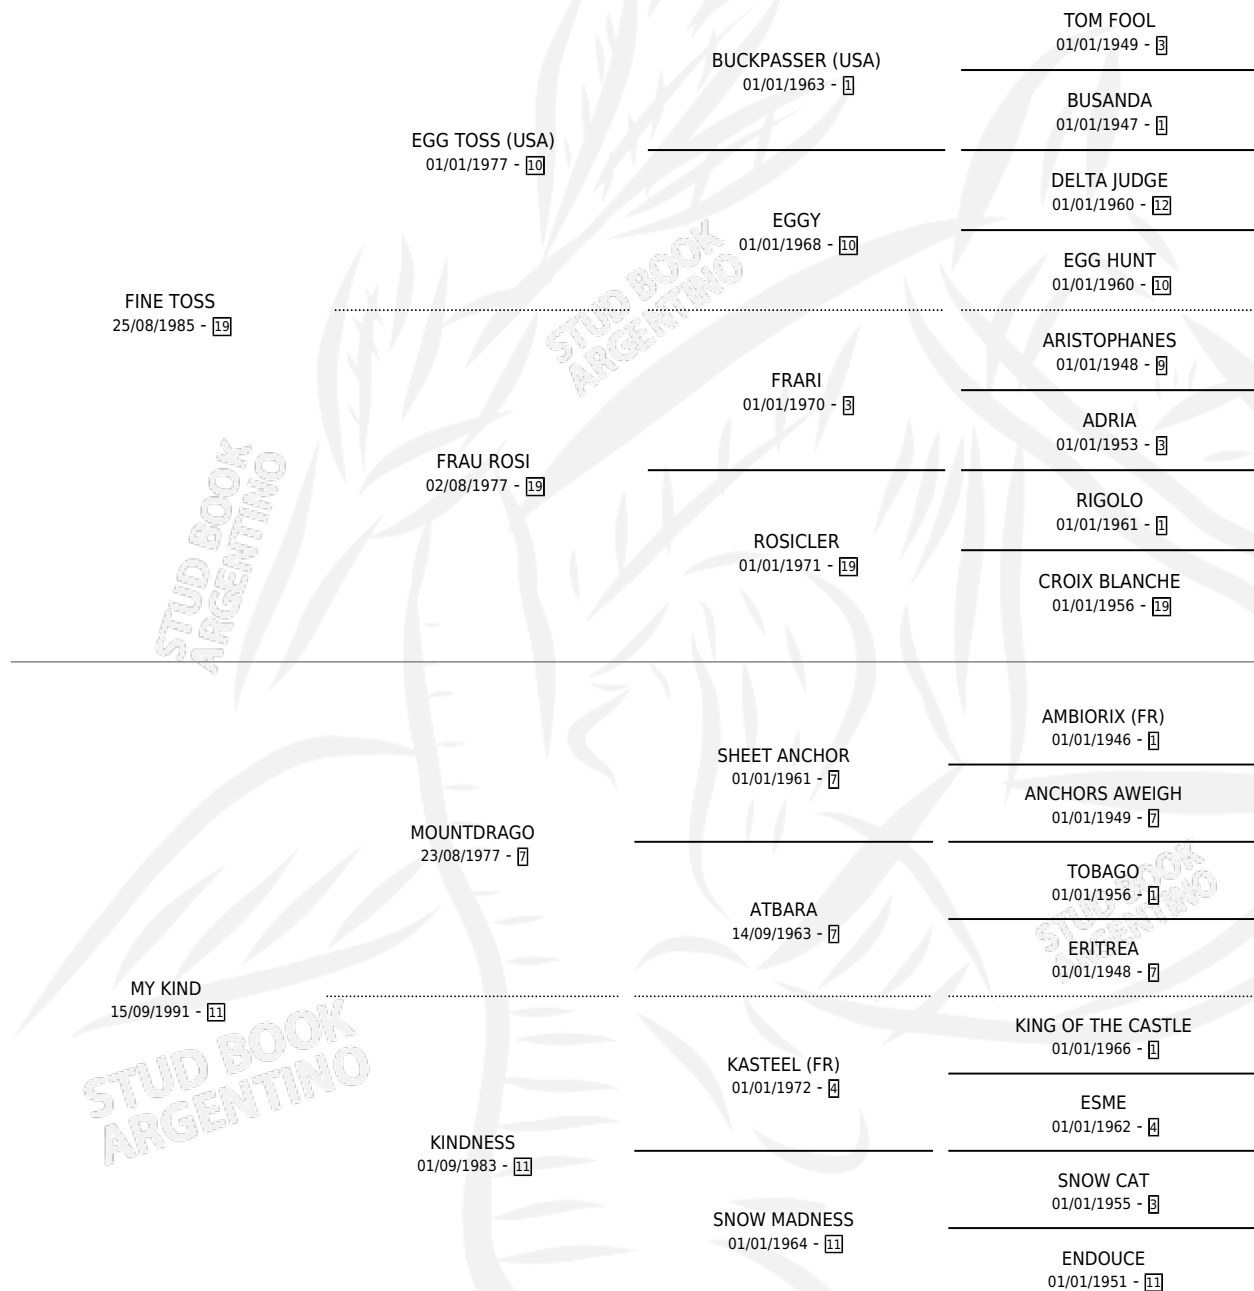 TOM FOOL
01/01/1949 - 3
BUCKPASSER (USA)
01/01/1963 - 1
BUSANDA
01/01/1947 - 1
EGG TOSS (USA)
01/01/1977 - 10
DELTA JUDGE
01/01/1960 - 12
EGGY
01/01/1968 - 10
EGG HUNT
01/01/1960 - 10
FINE TOSS
25/08/1985 - 19
STUD BOOK
ARGENTINO
ARISTOPHANES
01/01/1948 - 9
FRARI
01/01/1970 - 3
ADRIA
01/01/1953 - 3
FRAU ROSI
02/08/1977 - 19
RIGOLO
01/01/1961 - 1
ROSICLER
01/01/1971 - 19
CROIX BLANCHE
01/01/1956 - 19
STUD BOOK
ARGENTINO
AMBIORIX (FR)
01/01/1946 - 1
SHEET ANCHOR
01/01/1961 - 7
ANCHORS AWEIGH
01/01/1949 - 7
MOUNTDRAGO
23/08/1977 - 7
TOBAGO
01/01/1956 - 1
ATBARA
14/09/1963 - 7
ERITREA
01/01/1948 - 7
STUD BOOK
ARGENTINO
MY KIND
15/09/1991 - 11
KING OF THE CASTLE
01/01/1966 - 1
KASTEEL (FR)
01/01/1972 - 4
ESME
01/01/1962 - 4
STUD BOOK
ARGENTINO
KINDNESS
01/09/1983 - 11
SNOW CAT
01/01/1955 - 3
SNOW MADNESS
01/01/1964 - 11
ENDOUCE
01/01/1951 - 11